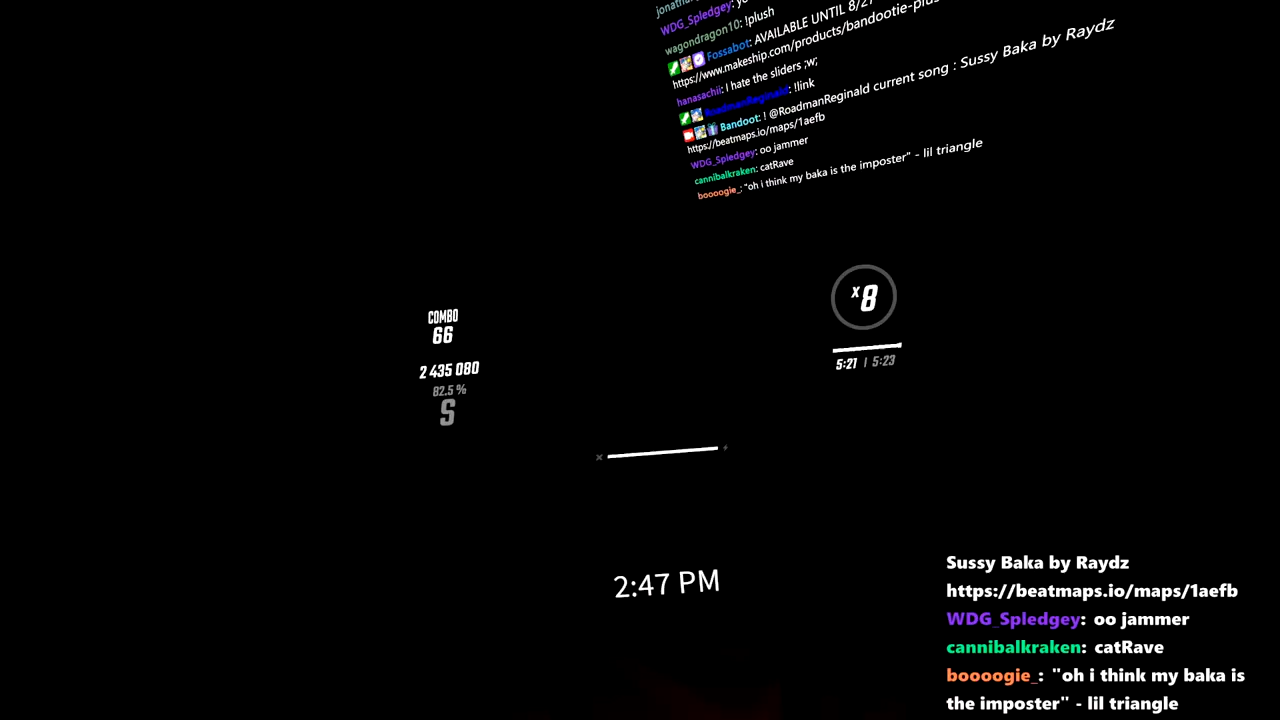 WDG_Spledgey:
wagondragon10: !plush
Fossabot: AVAILABLE UNTIL 8/27
https://www.makeship.com/products/bandootie-plus
hanasachii: I hate the sliders ;w;
RoadmanReginald: !link
Bandoot: ! @RoadmanReginald current song : Sussy Baka by Raydz
https://beatmaps.io/maps/1aefb
WDG_Spledgey: oo jammer
cannibalkraken: catRave
boooogie_: "oh i think my baka is the imposter" - lil triangle
x8
5:21 | 5:23
COMBO
66
2 435 080
82.5 %
S
2:47 PM
Sussy Baka by Raydz
https://beatmaps.io/maps/1aefb
WDG_Spledgey: oo jammer
cannibalkraken: catRave
boooogie_: "oh i think my baka is
the imposter" - lil triangle